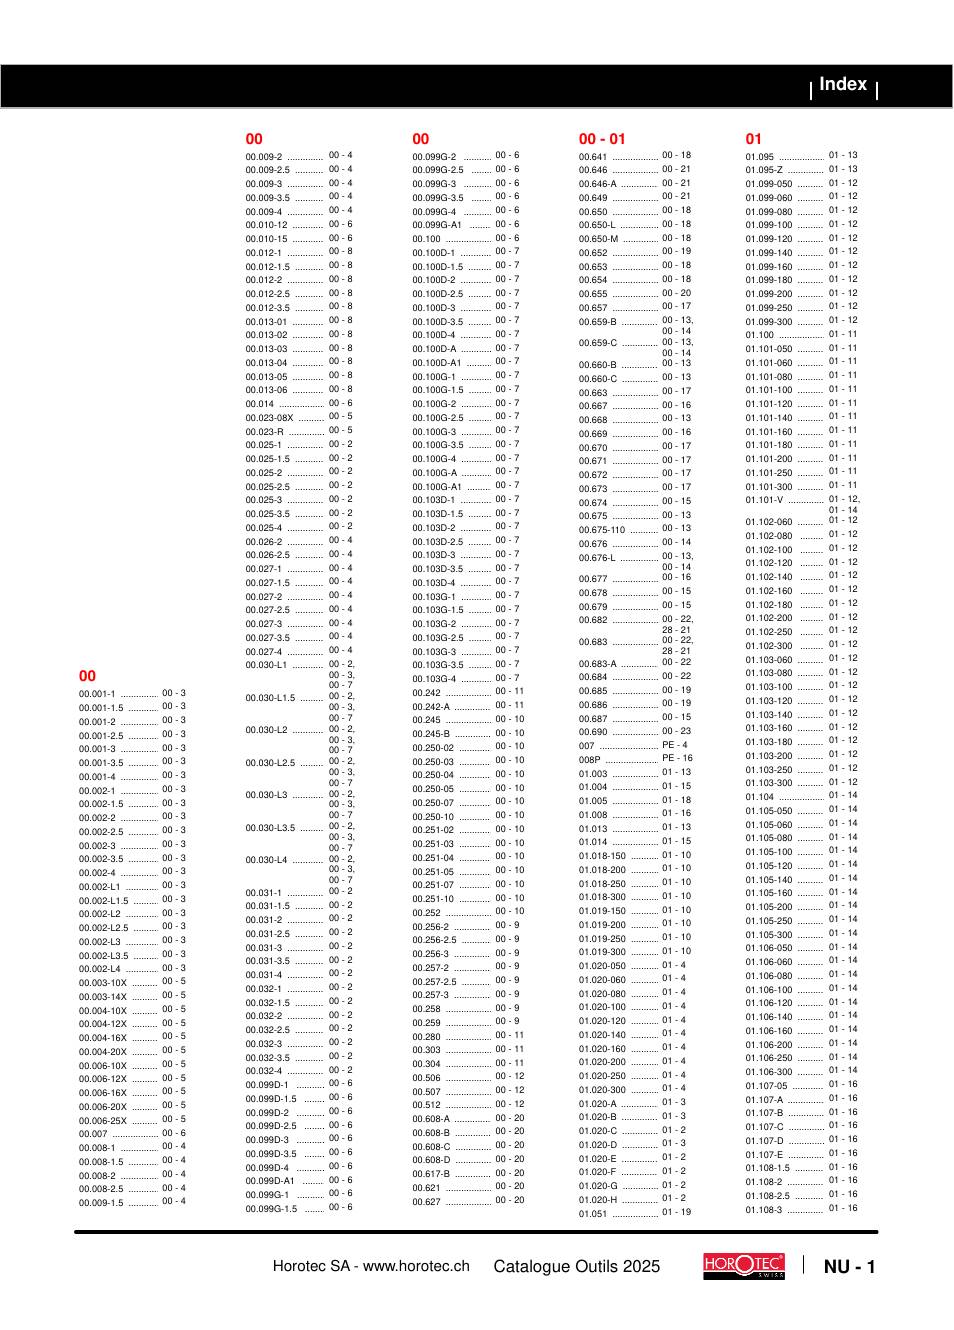 Index
00
00.001-1 .............. 00 - 3
00.001-1.5 ........... 00 - 3
00.001-2 .............. 00 - 3
00.001-2.5 ........... 00 - 3
00.001-3 .............. 00 - 3
00.001-3.5 ........... 00 - 3
00.001-4 .............. 00 - 3
00.002-1 .............. 00 - 3
00.002-1.5 ........... 00 - 3
00.002-2 .............. 00 - 3
00.002-2.5 ........... 00 - 3
00.002-3 .............. 00 - 3
00.002-3.5 ........... 00 - 3
00.002-4 .............. 00 - 3
00.002-L1 ............ 00 - 3
00.002-L1.5 ......... 00 - 3
00.002-L2 ............ 00 - 3
00.002-L2.5 ......... 00 - 3
00.002-L3 ............ 00 - 3
00.002-L3.5 ......... 00 - 3
00.002-L4 ............ 00 - 3
00.003-10X .......... 00 - 5
00.003-14X .......... 00 - 5
00.004-10X .......... 00 - 5
00.004-12X .......... 00 - 5
00.004-16X .......... 00 - 5
00.004-20X .......... 00 - 5
00.006-10X .......... 00 - 5
00.006-12X .......... 00 - 5
00.006-16X .......... 00 - 5
00.006-20X .......... 00 - 5
00.006-25X .......... 00 - 5
00.007 ................. 00 - 6
00.008-1 .............. 00 - 4
00.008-1.5 ........... 00 - 4
00.008-2 .............. 00 - 4
00.008-2.5 ........... 00 - 4
00.009-1.5 ........... 00 - 4
00
00.009-2 .............. 00 - 4
00.009-2.5 ........... 00 - 4
00.009-3 .............. 00 - 4
00.009-3.5 ........... 00 - 4
00.009-4 .............. 00 - 4
00.010-12 ............ 00 - 6
00.010-15 ............ 00 - 6
00.012-1 .............. 00 - 8
00.012-1.5 ........... 00 - 8
00.012-2 .............. 00 - 8
00.012-2.5 ........... 00 - 8
00.012-3.5 ........... 00 - 8
00.013-01 ............ 00 - 8
00.013-02 ............ 00 - 8
00.013-03 ............ 00 - 8
00.013-04 ............ 00 - 8
00.013-05 ............ 00 - 8
00.013-06 ............ 00 - 8
00.014 ................. 00 - 6
00.023-08X .......... 00 - 5
00.023-R .............. 00 - 5
00.025-1 .............. 00 - 2
00.025-1.5 ........... 00 - 2
00.025-2 .............. 00 - 2
00.025-2.5 ........... 00 - 2
00.025-3 .............. 00 - 2
00.025-3.5 ........... 00 - 2
00.025-4 .............. 00 - 2
00.026-2 .............. 00 - 4
00.026-2.5 ........... 00 - 4
00.027-1 .............. 00 - 4
00.027-1.5 ........... 00 - 4
00.027-2 .............. 00 - 4
00.027-2.5 ........... 00 - 4
00.027-3 .............. 00 - 4
00.027-3.5 ........... 00 - 4
00.027-4 .............. 00 - 4
00.030-L1 ............ 00 - 2,
00 - 3,
00 - 7
00.030-L1.5 ......... 00 - 2,
00 - 3,
00 - 7
00.030-L2 ............ 00 - 2,
00 - 3,
00 - 7
00.030-L2.5 ......... 00 - 2,
00 - 3,
00 - 7
00.030-L3 ............ 00 - 2,
00 - 3,
00 - 7
00.030-L3.5 ......... 00 - 2,
00 - 3,
00 - 7
00.030-L4 ............ 00 - 2,
00 - 3,
00 - 7
00.031-1 .............. 00 - 2
00.031-1.5 ........... 00 - 2
00.031-2 .............. 00 - 2
00.031-2.5 ........... 00 - 2
00.031-3 .............. 00 - 2
00.031-3.5 ........... 00 - 2
00.031-4 .............. 00 - 2
00.032-1 .............. 00 - 2
00.032-1.5 ........... 00 - 2
00.032-2 .............. 00 - 2
00.032-2.5 ........... 00 - 2
00.032-3 .............. 00 - 2
00.032-3.5 ........... 00 - 2
00.032-4 .............. 00 - 2
00.099D-1 ........... 00 - 6
00.099D-1.5 ........ 00 - 6
00.099D-2 ........... 00 - 6
00.099D-2.5 ........ 00 - 6
00.099D-3 ........... 00 - 6
00.099D-3.5 ........ 00 - 6
00.099D-4 ........... 00 - 6
00.099D-A1 ......... 00 - 6
00.099G-1 ........... 00 - 6
00.099G-1.5 ........ 00 - 6
00
00.099G-2 ........... 00 - 6
00.099G-2.5 ........ 00 - 6
00.099G-3 ........... 00 - 6
00.099G-3.5 ........ 00 - 6
00.099G-4 ........... 00 - 6
00.099G-A1 ........ 00 - 6
00.100 ................. 00 - 6
00.100D-1 ............ 00 - 7
00.100D-1.5 ......... 00 - 7
00.100D-2 ............ 00 - 7
00.100D-2.5 ......... 00 - 7
00.100D-3 ............ 00 - 7
00.100D-3.5 ......... 00 - 7
00.100D-4 ............ 00 - 7
00.100D-A ............ 00 - 7
00.100D-A1 .......... 00 - 7
00.100G-1 ............ 00 - 7
00.100G-1.5 ......... 00 - 7
00.100G-2 ............ 00 - 7
00.100G-2.5 ......... 00 - 7
00.100G-3 ............ 00 - 7
00.100G-3.5 ......... 00 - 7
00.100G-4 ............ 00 - 7
00.100G-A ............ 00 - 7
00.100G-A1 .......... 00 - 7
00.103D-1 ............ 00 - 7
00.103D-1.5 ......... 00 - 7
00.103D-2 ............ 00 - 7
00.103D-2.5 ......... 00 - 7
00.103D-3 ............ 00 - 7
00.103D-3.5 ......... 00 - 7
00.103D-4 ............ 00 - 7
00.103G-1 ............ 00 - 7
00.103G-1.5 ......... 00 - 7
00.103G-2 ............ 00 - 7
00.103G-2.5 ......... 00 - 7
00.103G-3 ............ 00 - 7
00.103G-3.5 ......... 00 - 7
00.103G-4 ............ 00 - 7
00.242 .................. 00 - 11
00.242-A .............. 00 - 11
00.245 .................. 00 - 10
00.245-B .............. 00 - 10
00.250-02 ............ 00 - 10
00.250-03 ............ 00 - 10
00.250-04 ............ 00 - 10
00.250-05 ............ 00 - 10
00.250-07 ............ 00 - 10
00.250-10 ............ 00 - 10
00.251-02 ............ 00 - 10
00.251-03 ............ 00 - 10
00.251-04 ............ 00 - 10
00.251-05 ............ 00 - 10
00.251-07 ............ 00 - 10
00.251-10 ............ 00 - 10
00.252 .................. 00 - 10
00.256-2 .............. 00 - 9
00.256-2.5 ........... 00 - 9
00.256-3 .............. 00 - 9
00.257-2 .............. 00 - 9
00.257-2.5 ........... 00 - 9
00.257-3 .............. 00 - 9
00.258 .................. 00 - 9
00.259 .................. 00 - 9
00.280 .................. 00 - 11
00.303 .................. 00 - 11
00.304 .................. 00 - 11
00.506 .................. 00 - 12
00.507 .................. 00 - 12
00.512 .................. 00 - 12
00.608-A .............. 00 - 20
00.608-B .............. 00 - 20
00.608-C .............. 00 - 20
00.608-D .............. 00 - 20
00.617-B .............. 00 - 20
00.621 .................. 00 - 20
00.627 .................. 00 - 20
00 - 01
00.641 .................. 00 - 18
00.646 .................. 00 - 21
00.646-A .............. 00 - 21
00.649 .................. 00 - 21
00.650 .................. 00 - 18
00.650-L .............. 00 - 18
00.650-M ............. 00 - 18
00.652 .................. 00 - 19
00.653 .................. 00 - 18
00.654 .................. 00 - 18
00.655 .................. 00 - 20
00.657 .................. 00 - 17
00.659-B .............. 00 - 13,
00 - 14
00.659-C .............. 00 - 13,
00 - 14
00.660-B .............. 00 - 13
00.660-C .............. 00 - 13
00.663 .................. 00 - 17
00.667 .................. 00 - 16
00.668 .................. 00 - 13
00.669 .................. 00 - 16
00.670 .................. 00 - 17
00.671 .................. 00 - 17
00.672 .................. 00 - 17
00.673 .................. 00 - 17
00.674 .................. 00 - 15
00.675 .................. 00 - 13
00.675-110 ........... 00 - 13
00.676 .................. 00 - 14
00.676-L .............. 00 - 13,
00 - 14
00.677 .................. 00 - 16
00.678 .................. 00 - 15
00.679 .................. 00 - 15
00.682 .................. 00 - 22,
28 - 21
00.683 .................. 00 - 22,
28 - 21
00.683-A .............. 00 - 22
00.684 .................. 00 - 22
00.685 .................. 00 - 19
00.686 .................. 00 - 19
00.687 .................. 00 - 15
00.690 .................. 00 - 23
007 ....................... PE - 4
008P .................... PE - 16
01.003 .................. 01 - 13
01.004 .................. 01 - 15
01.005 .................. 01 - 18
01.008 .................. 01 - 16
01.013 .................. 01 - 13
01.014 .................. 01 - 15
01.018-150 .......... 01 - 10
01.018-200 .......... 01 - 10
01.018-250 .......... 01 - 10
01.018-300 .......... 01 - 10
01.019-150 .......... 01 - 10
01.019-200 .......... 01 - 10
01.019-250 .......... 01 - 10
01.019-300 .......... 01 - 10
01.020-050 .......... 01 - 4
01.020-060 .......... 01 - 4
01.020-080 .......... 01 - 4
01.020-100 .......... 01 - 4
01.020-120 .......... 01 - 4
01.020-140 .......... 01 - 4
01.020-160 .......... 01 - 4
01.020-200 .......... 01 - 4
01.020-250 .......... 01 - 4
01.020-300 .......... 01 - 4
01.020-A .............. 01 - 3
01.020-B .............. 01 - 3
01.020-C .............. 01 - 2
01.020-D .............. 01 - 3
01.020-E .............. 01 - 2
01.020-F .............. 01 - 2
01.020-G .............. 01 - 2
01.020-H .............. 01 - 2
01.051 .................. 01 - 19
01
01.095 .................. 01 - 13
01.095-Z .............. 01 - 13
01.099-050 .......... 01 - 12
01.099-060 .......... 01 - 12
01.099-080 .......... 01 - 12
01.099-100 .......... 01 - 12
01.099-120 .......... 01 - 12
01.099-140 .......... 01 - 12
01.099-160 .......... 01 - 12
01.099-180 .......... 01 - 12
01.099-200 .......... 01 - 12
01.099-250 .......... 01 - 12
01.099-300 .......... 01 - 12
01.100 .................. 01 - 11
01.101-050 .......... 01 - 11
01.101-060 .......... 01 - 11
01.101-080 .......... 01 - 11
01.101-100 .......... 01 - 11
01.101-120 .......... 01 - 11
01.101-140 .......... 01 - 11
01.101-160 .......... 01 - 11
01.101-180 .......... 01 - 11
01.101-200 .......... 01 - 11
01.101-250 .......... 01 - 11
01.101-300 .......... 01 - 11
01.101-V .............. 01 - 12,
01 - 14
01.102-060 ......... 01 - 12
01.102-080 ......... 01 - 12
01.102-100 ......... 01 - 12
01.102-120 ......... 01 - 12
01.102-140 ......... 01 - 12
01.102-160 ......... 01 - 12
01.102-180 ......... 01 - 12
01.102-200 ......... 01 - 12
01.102-250 ......... 01 - 12
01.102-300 ......... 01 - 12
01.103-060 ......... 01 - 12
01.103-080 ......... 01 - 12
01.103-100 ......... 01 - 12
01.103-120 ......... 01 - 12
01.103-140 ......... 01 - 12
01.103-160 ......... 01 - 12
01.103-180 ......... 01 - 12
01.103-200 ......... 01 - 12
01.103-250 ......... 01 - 12
01.103-300 ......... 01 - 12
01.104 .................. 01 - 14
01.105-050 .......... 01 - 14
01.105-060 .......... 01 - 14
01.105-080 .......... 01 - 14
01.105-100 .......... 01 - 14
01.105-120 .......... 01 - 14
01.105-140 .......... 01 - 14
01.105-160 .......... 01 - 14
01.105-200 .......... 01 - 14
01.105-250 .......... 01 - 14
01.105-300 .......... 01 - 14
01.106-050 .......... 01 - 14
01.106-060 .......... 01 - 14
01.106-080 .......... 01 - 14
01.106-100 .......... 01 - 14
01.106-120 .......... 01 - 14
01.106-140 .......... 01 - 14
01.106-160 .......... 01 - 14
01.106-200 .......... 01 - 14
01.106-250 .......... 01 - 14
01.106-300 .......... 01 - 14
01.107-05 ............ 01 - 16
01.107-A .............. 01 - 16
01.107-B .............. 01 - 16
01.107-C .............. 01 - 16
01.107-D .............. 01 - 16
01.107-E .............. 01 - 16
01.108-1.5 ........... 01 - 16
01.108-2 .............. 01 - 16
01.108-2.5 ........... 01 - 16
01.108-3 .............. 01 - 16
Horotec SA - www.horotec.ch Catalogue Outils 2025 HOROTEC® SWISS NU - 1